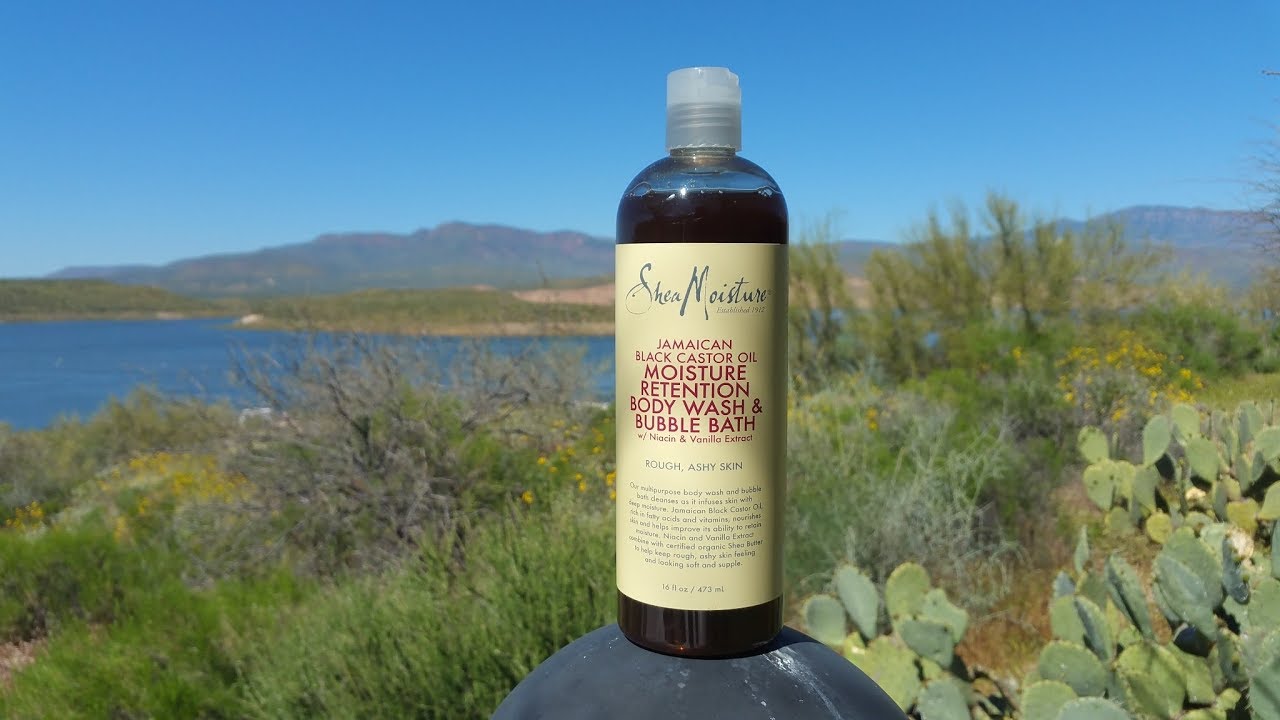 SheaMoisture
Established 1912
JAMAICAN
BLACK CASTOR OIL
MOISTURE
RETENTION
BODY WASH &
BUBBLE BATH
w/ Niacin & Vanilla Extract
ROUGH, ASHY SKIN
Our multipurpose body wash and bubble
bath cleanses as it infuses skin with
deep moisture. Jamaican Black Castor Oil,
rich in fatty acids and vitamins, nourishes
skin and helps improve its ability to retain
moisture. Niacin and Vanilla Extract
combine with certified organic Shea Butter
to help keep rough, ashy skin feeling
and looking soft and supple.
16 fl oz / 473 mL